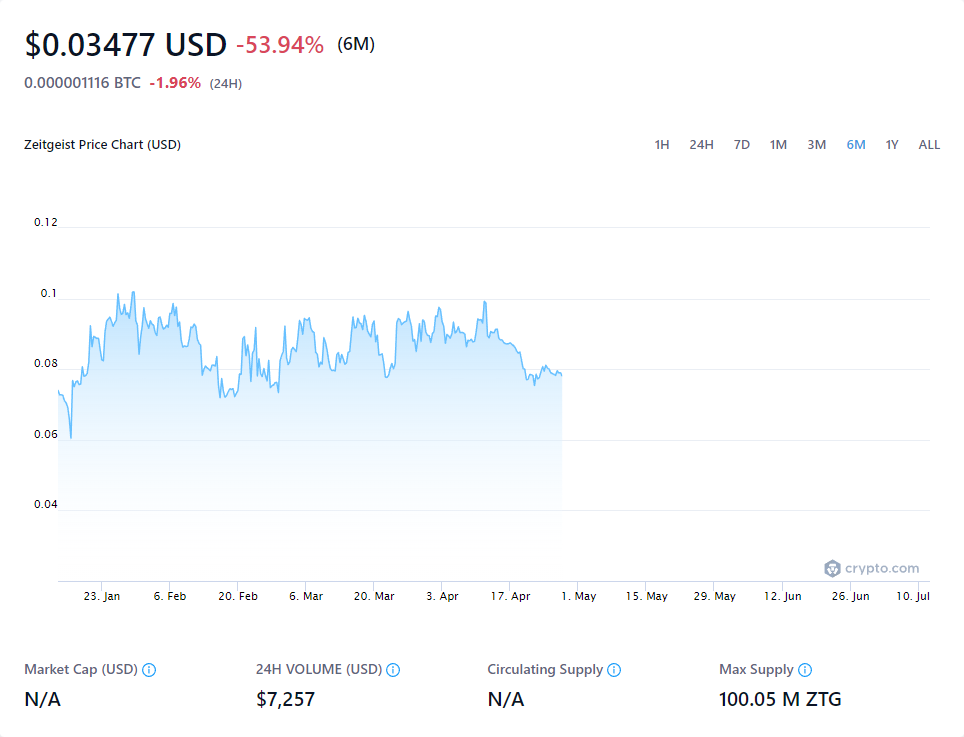 $0.03477 USD -53.94% (6M)
0.000001116 BTC -1.96% (24H)
Zeitgeist Price Chart (USD) 1H 24H 7D 1M 3M 6M 1Y ALL
0.12
0.1
0.08
0.06
0.04
crypto.com
23. Jan 6. Feb 20. Feb 6. Mar 20. Mar 3. Apr 17. Apr 1. May 15. May 29. May 12. Jun 26. Jun 10. Jul
Market Cap (USD) 24H VOLUME (USD) Circulating Supply Max Supply
N/A $7,257 N/A 100.05 M ZTG